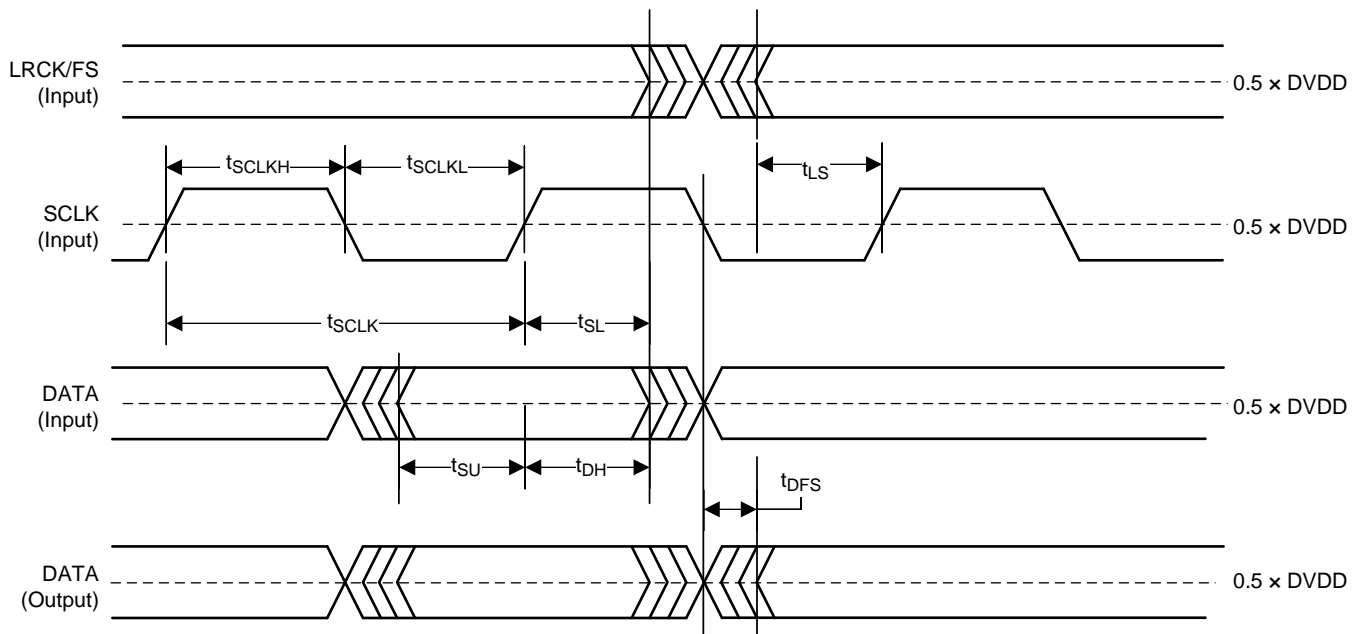 LRCK/FS
(Input)
0.5 × DVDD
tSCLKH
tSCLKL
tLS
SCLK
(Input)
0.5 × DVDD
tSCLK
tSL
DATA
(Input)
0.5 × DVDD
tSU
tDH
tDFS
DATA
(Output)
0.5 × DVDD